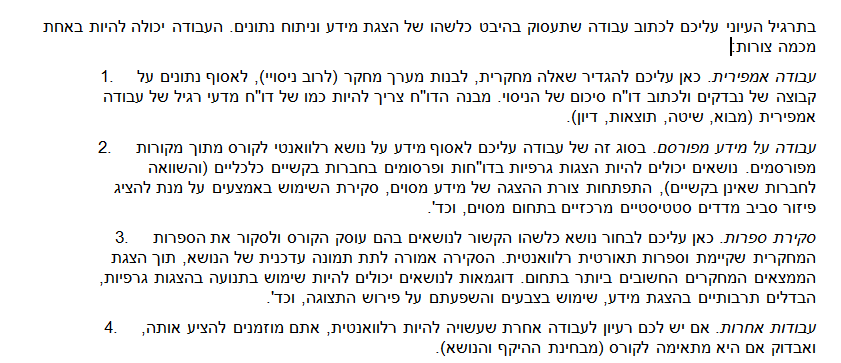 בתרגיל העיוני עליכם לכתוב עבודה שתעסוק בהיבט כלשהו של הצגת מידע וניתוח נתונים. העבודה יכולה להיות באחת
מכמה צורות:
1. עבודה אמפירית. כאן עליכם להגדיר שאלה מחקרית, לבנות מערך מחקר (לרוב ניסויי), לאסוף נתונים על
קבוצה של נבדקים ולכתוב דו"ח סיכום של הניסוי. מבנה הדו"ח צריך להיות כמו של דו"ח מדעי רגיל של עבודה
אמפירית (מבוא, שיטה, תוצאות, דיון).
2. עבודה על מידע מפורסם. בסוג זה של עבודה עליכם לאסוף מידע על נושא רלוואנטי לקורס מתוך מקורות
מפורסמים. נושאים יכולים להיות הצגות גרפיות בדו"חות ופרסומים בחברות בקשיים כלכליים (והשוואה
לחברות שאינן בקשיים), התפתחות צורת ההצגה של מידע מסוים, סקירת השימוש באמצעים על מנת להציג
פיזור סביב מדדים סטטיסטיים מרכזיים בתחום מסוים, וכד'.
3. סקירת ספרות. כאן עליכם לבחור נושא כלשהו הקשור לנושאים בהם עוסק הקורס ולסקור את הספרות
המחקרית שקיימת וספרות תאורטית רלוואנטית. הסקירה אמורה לתת תמונה עדכנית של הנושא, תוך הצגת
הממצאים המחקרים החשובים ביותר בתחום. דוגמאות לנושאים יכולים להיות שימוש בתנועה בהצגות גרפיות,
הבדלים תרבותיים בהצגת מידע, שימוש בצבעים והשפעתם על פירוש התצוגה, וכד'.
4. עבודות אחרות. אם יש לכם רעיון לעבודה אחרת שעשויה להיות רלוואנטית, אתם מוזמנים להציע אותה,
ואבדוק אם היא מתאימה לקורס (מבחינת ההיקף והנושא).